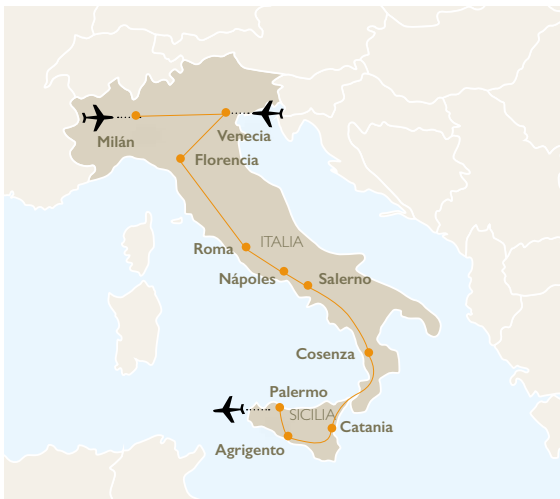 Milán
Venecia
Florencia
Roma
ITALIA
Nápoles
Salerno
Cosenza
Palermo
SICILIA
Catania
Agrigento